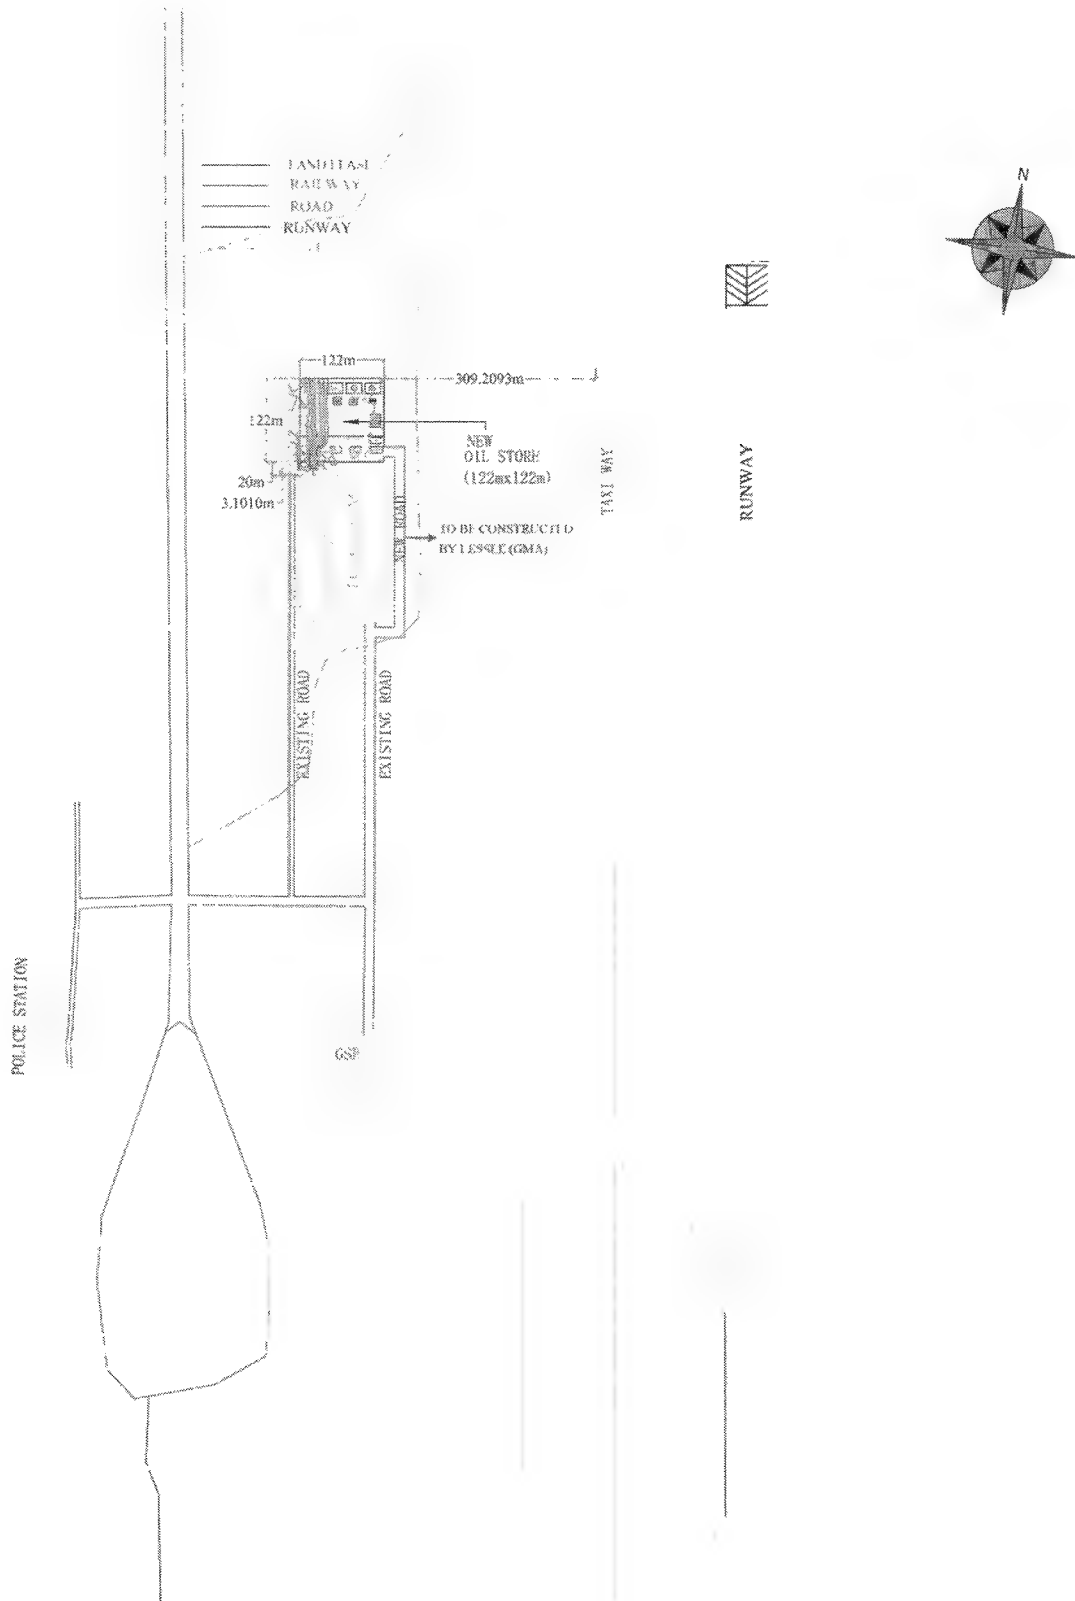 N
RAILWAY
ROAD
RUNWAY
122m
309.2093m
122m
NEW
OIL STORE
(122mx122m)
20m
3.1010m
TAXI WAY
RUNWAY
NEW ROAD
TO BE CONSTRUCTED
BY LESSEE (GMA)
EXISTING ROAD
EXISTING ROAD
POLICE STATION
GSP